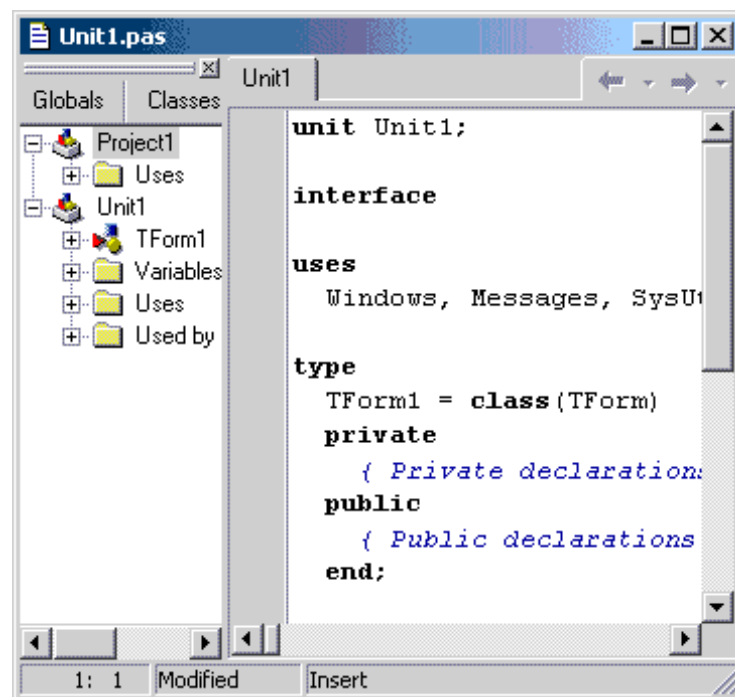 Unit1.pas
Globals Classes
Project1
Uses
Unit1
TForm1
Variables
Uses
Used by
Unit1
unit Unit1;
interface
uses
Windows, Messages, SysUt
type
TForm1 = class(TForm)
private
{ Private declarations
public
{ Public declarations
end;
1: 1 Modified Insert